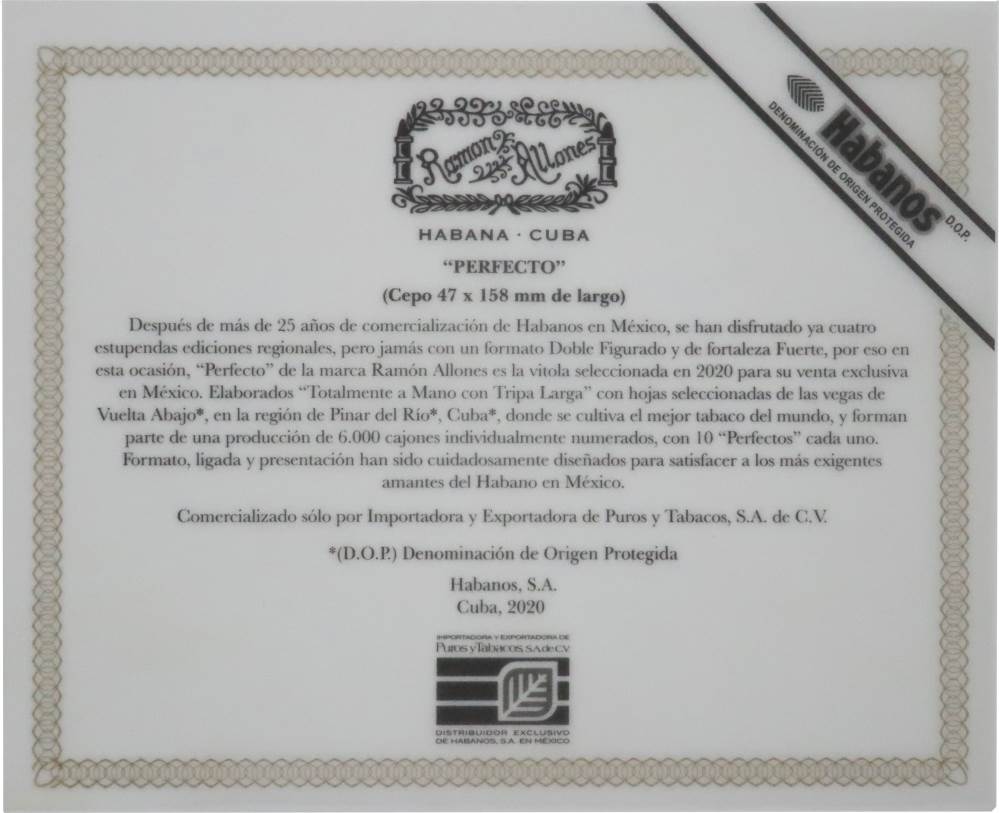 Habanos D.O.P.
DENOMINACIÓN DE ORIGEN PROTEGIDA
Ramon Allones
HABANA · CUBA
“PERFECTO”
(Cepo 47 x 158 mm de largo)
Después de más de 25 años de comercialización de Habanos en México, se han disfrutado ya cuatro
estupendas ediciones regionales, pero jamás con un formato Doble Figurado y de fortaleza Fuerte, por eso en
esta ocasión, “Perfecto” de la marca Ramón Allones es la vitola seleccionada en 2020 para su venta exclusiva
en México. Elaborados “Totalmente a Mano con Tripa Larga” con hojas seleccionadas de las vegas de
Vuelta Abajo*, en la región de Pinar del Río*, Cuba*, donde se cultiva el mejor tabaco del mundo, y forman
parte de una producción de 6.000 cajones individualmente numerados, con 10 “Perfectos” cada uno.
Formato, ligada y presentación han sido cuidadosamente diseñados para satisfacer a los más exigentes
amantes del Habano en México.
Comercializado sólo por Importadora y Exportadora de Puros y Tabacos, S.A. de C.V.
*(D.O.P.) Denominación de Origen Protegida
Habanos, S.A.
Cuba, 2020
IMPORTADORA Y EXPORTADORA DE
Puros y Tabacos, S.A. de C.V.
DISTRIBUIDOR EXCLUSIVO
DE HABANOS, S.A. EN MÉXICO